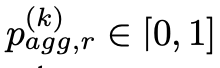 $p_{agg,r}^{(k)} \in [0, 1]$